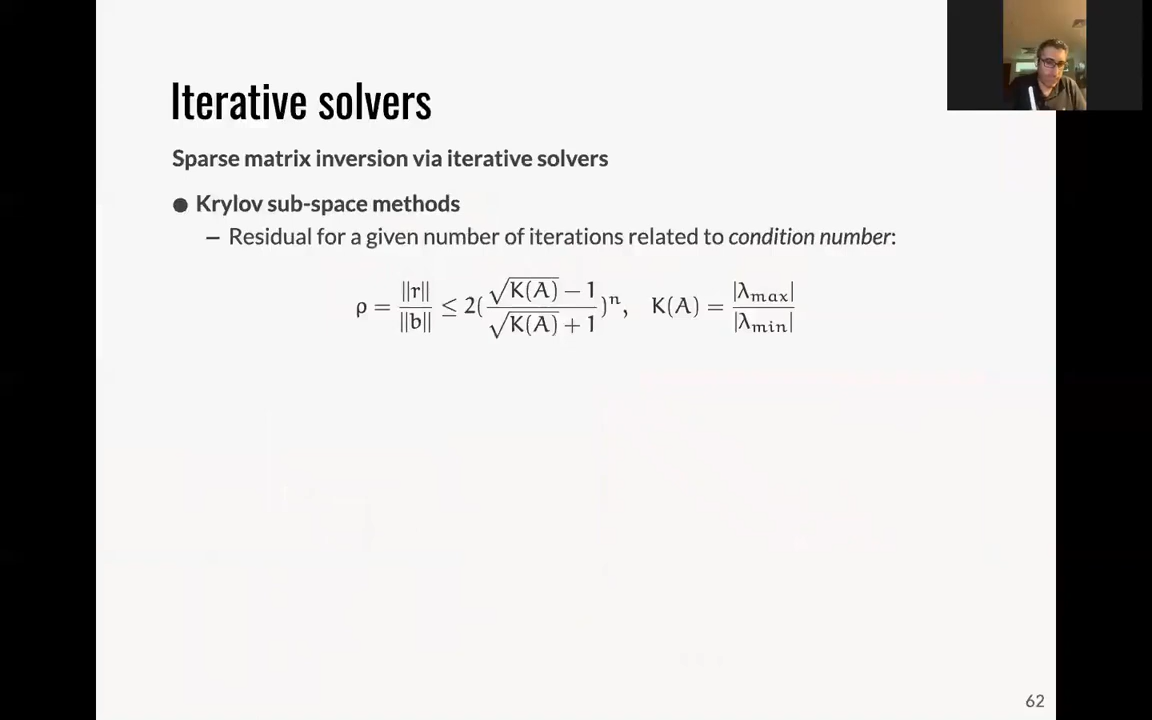 Iterative solvers
Sparse matrix inversion via iterative solvers
● Krylov sub-space methods
– Residual for a given number of iterations related to condition number:
ρ = ||r|| / ||b|| ≤ 2( (√K(A) − 1) / (√K(A) + 1) )ⁿ, K(A) = |λmax| / |λmin|
62